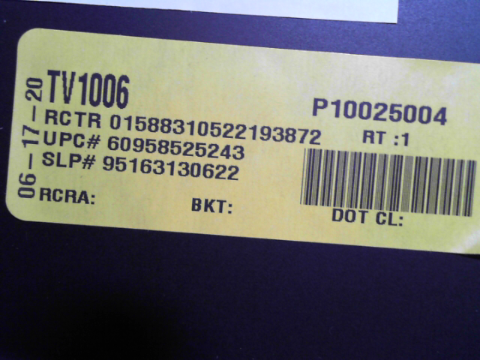 06-17-20
TV1006
P10025004
RCTR 01588310522193872 RT :1
UPC# 60958525243
SLP# 95163130622
RCRA: BKT: DOT CL: